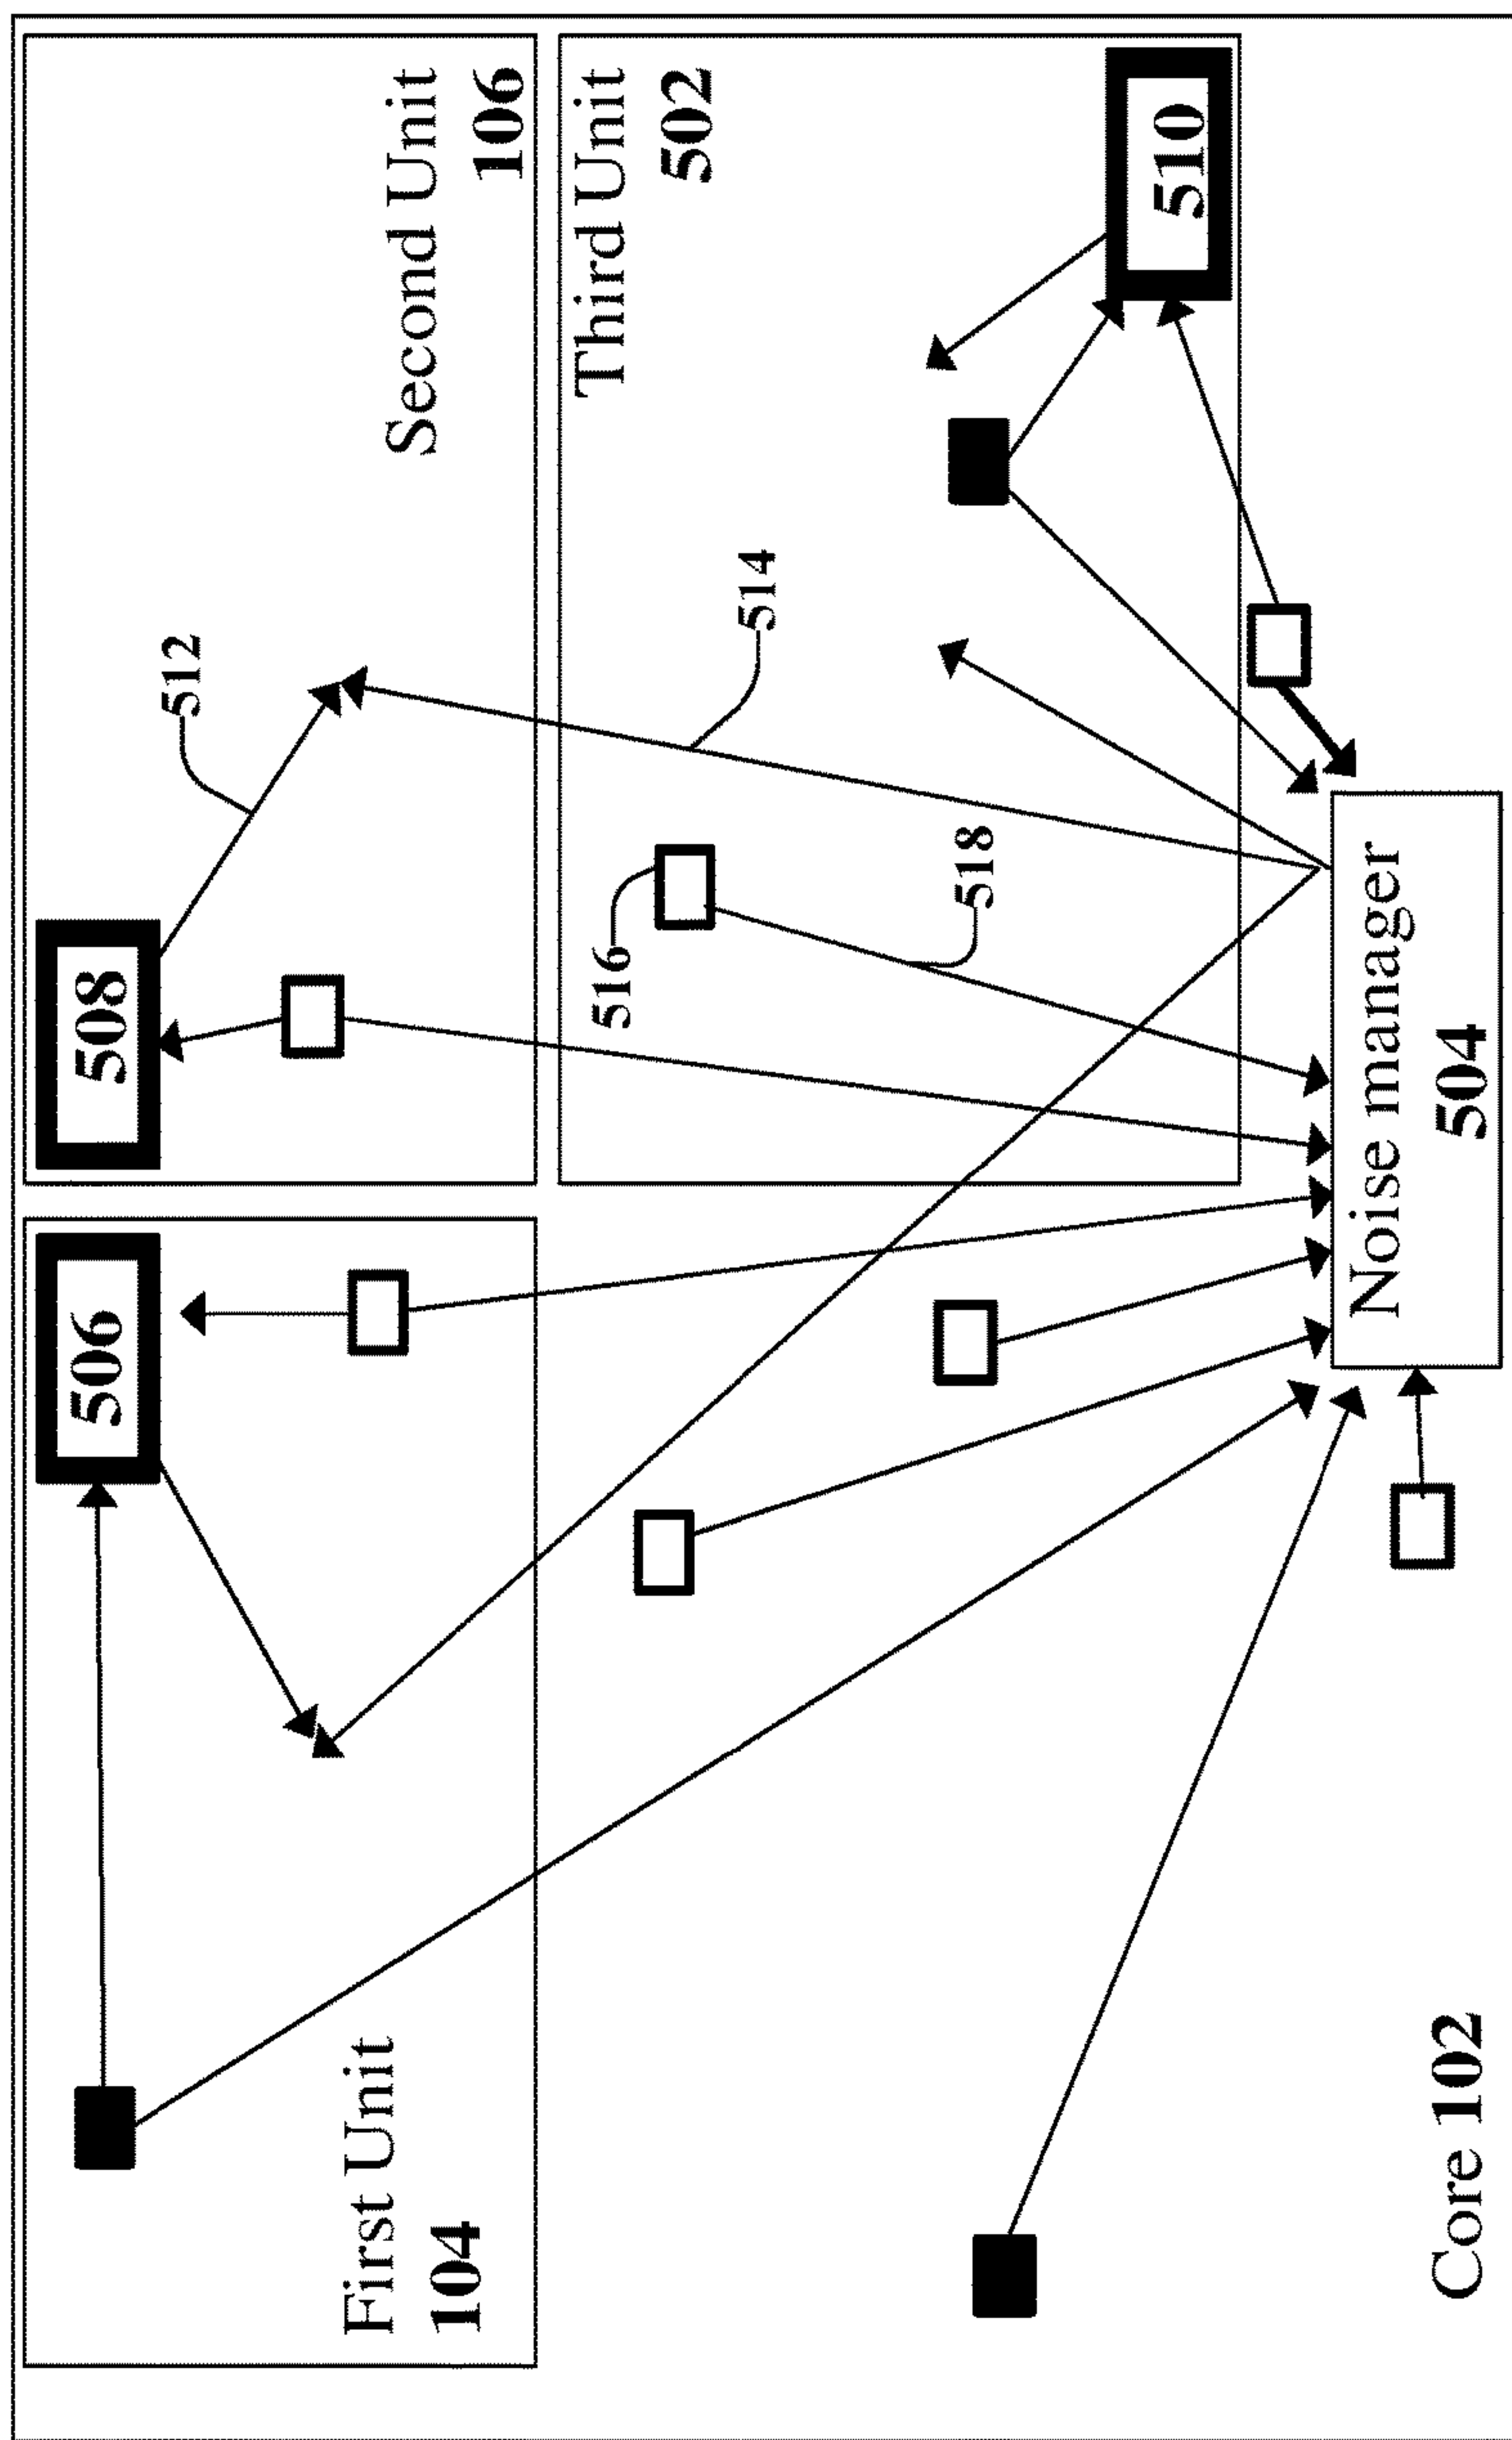 First Unit
104
506
508
512
Second Unit
106
Third Unit
502
516
514
518
510
Noise manager
504
Core 102